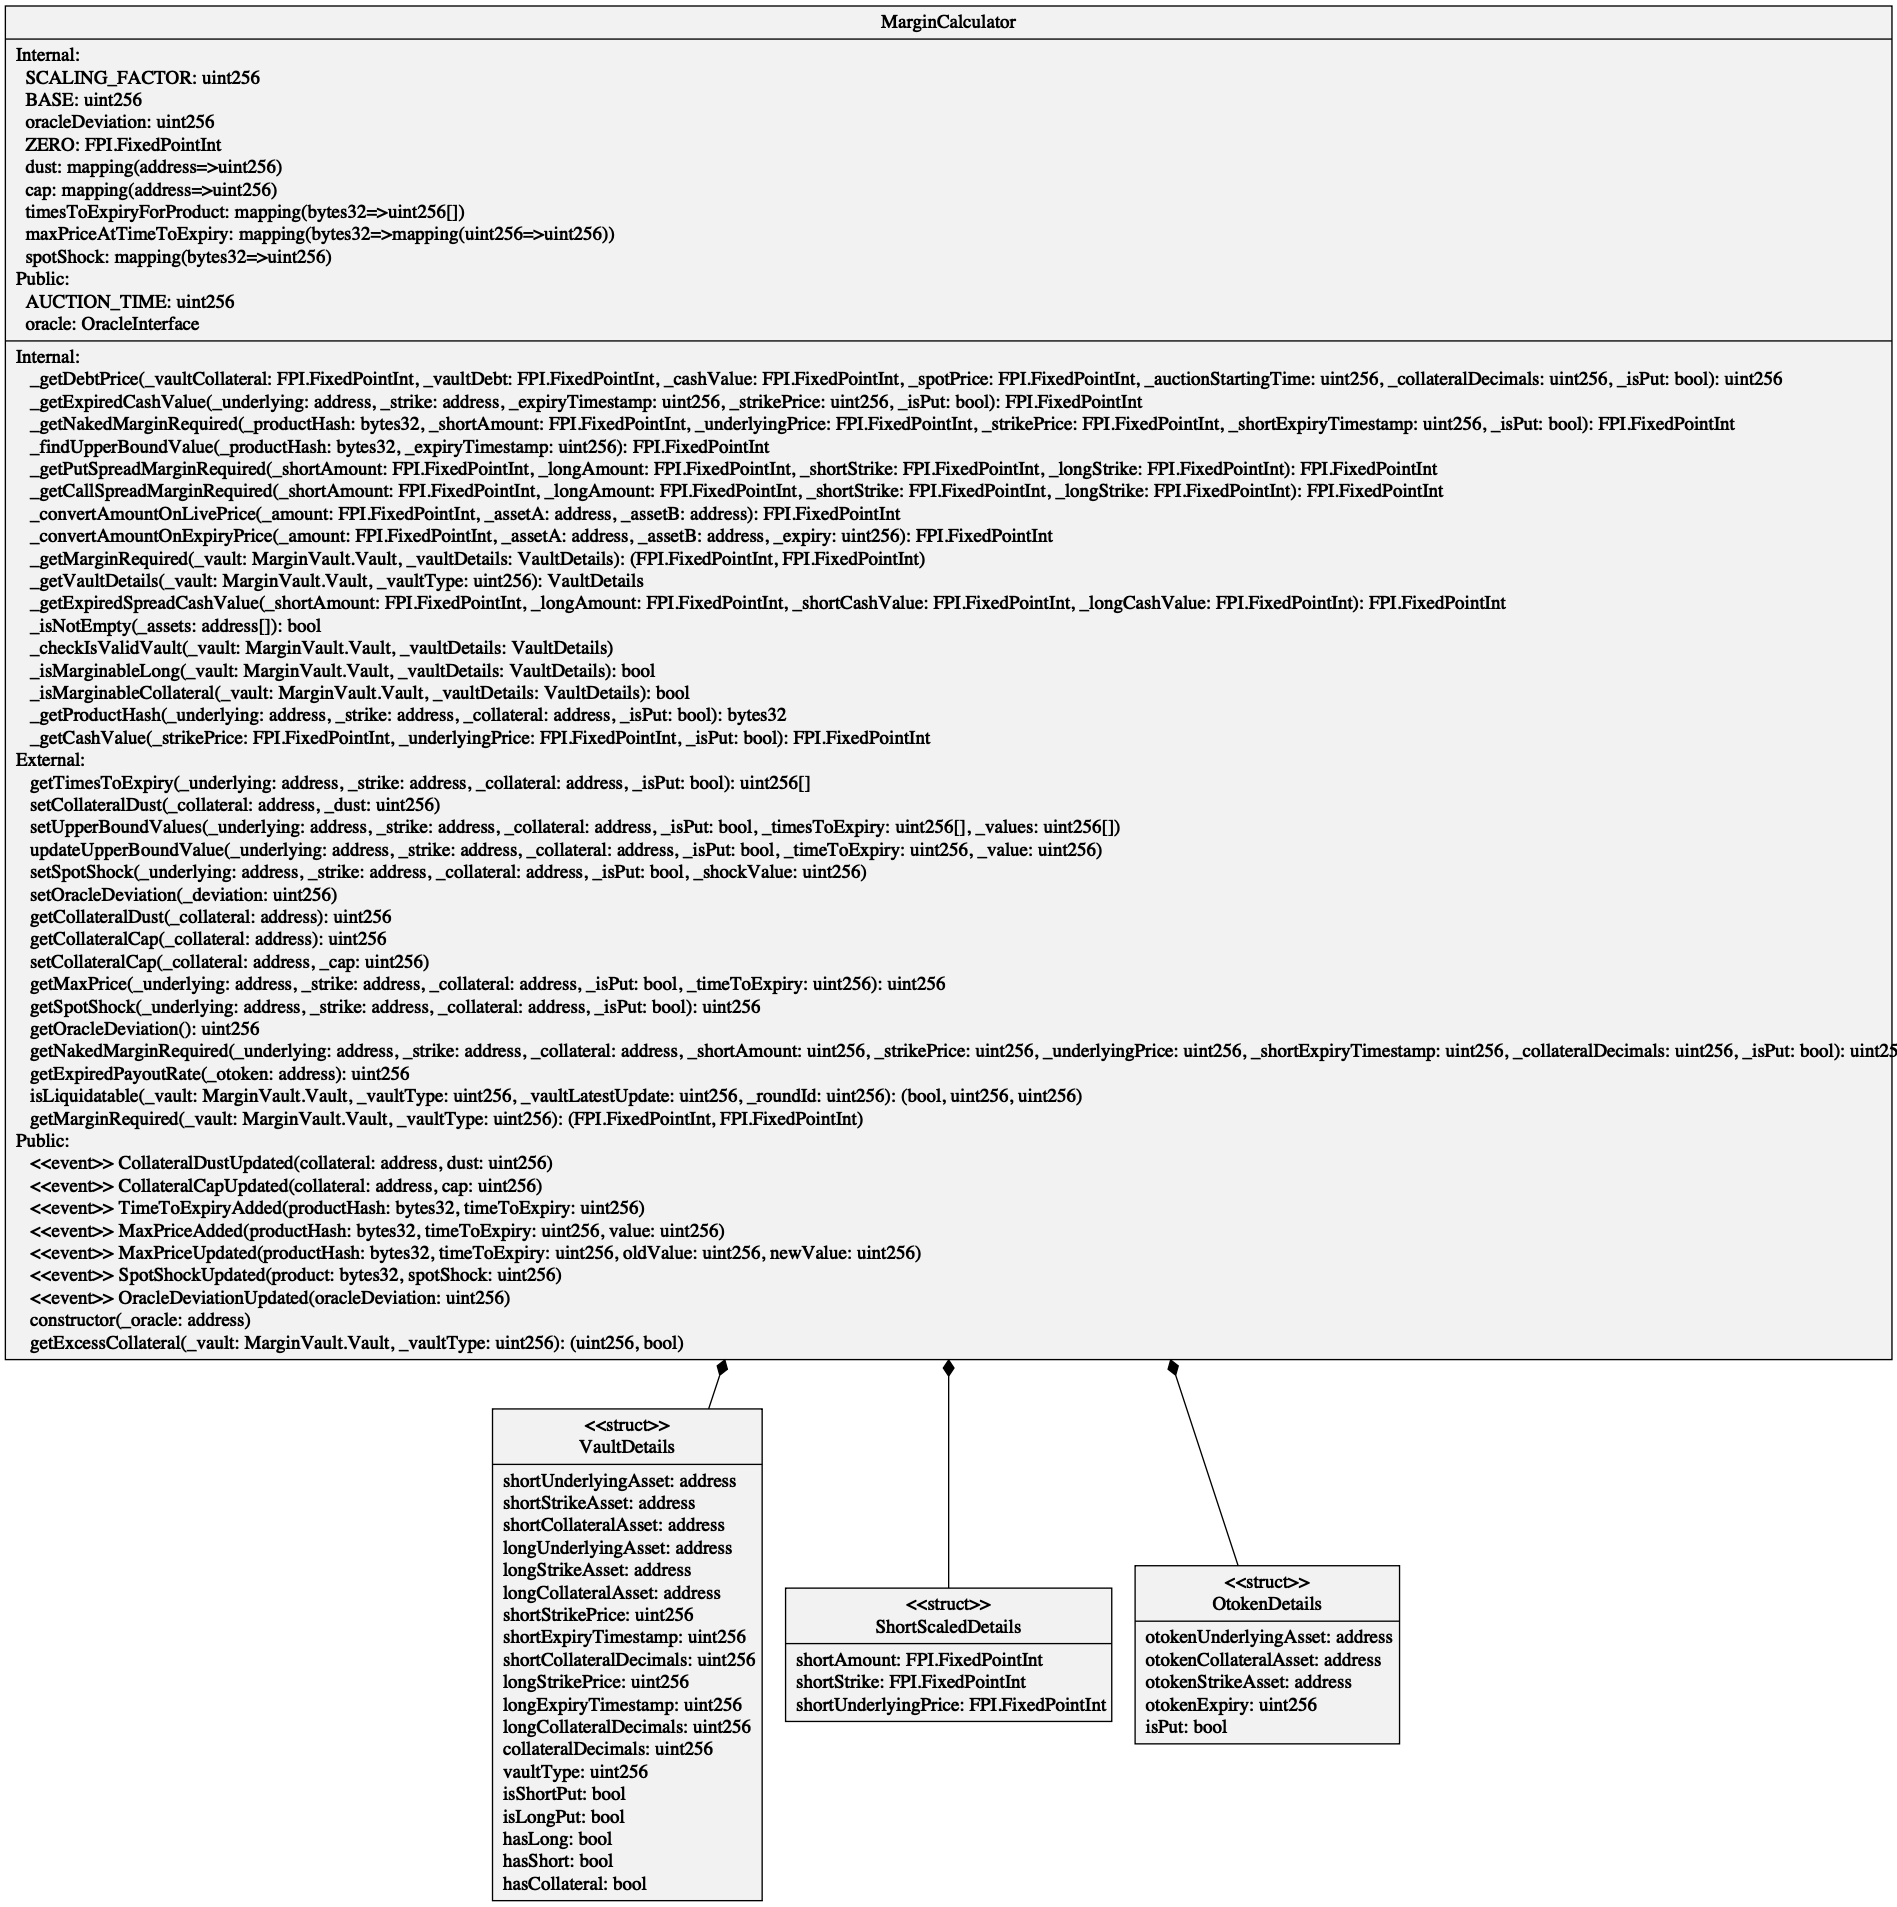 MarginCalculator
Internal:
SCALING_FACTOR: uint256
BASE: uint256
oracleDeviation: uint256
ZERO: FPI.FixedPointInt
dust: mapping(address=>uint256)
cap: mapping(address=>uint256)
timesToExpiryForProduct: mapping(bytes32=>uint256[])
maxPriceAtTimeToExpiry: mapping(bytes32=>mapping(uint256=>uint256))
spotShock: mapping(bytes32=>uint256)
Public:
AUCTION_TIME: uint256
oracle: OracleInterface
Internal:
_getDebtPrice(_vaultCollateral: FPI.FixedPointInt, _vaultDebt: FPI.FixedPointInt, _cashValue: FPI.FixedPointInt, _spotPrice: FPI.FixedPointInt, _auctionStartingTime: uint256, _collateralDecimals: uint256, _isPut: bool): uint256
_getExpiredCashValue(_underlying: address, _strike: address, _expiryTimestamp: uint256, _strikePrice: uint256, _isPut: bool): FPI.FixedPointInt
_getNakedMarginRequired(_productHash: bytes32, _shortAmount: FPI.FixedPointInt, _underlyingPrice: FPI.FixedPointInt, _strikePrice: FPI.FixedPointInt, _shortExpiryTimestamp: uint256, _isPut: bool): FPI.FixedPointInt
_findUpperBoundValue(_productHash: bytes32, _expiryTimestamp: uint256): FPI.FixedPointInt
_getPutSpreadMarginRequired(_shortAmount: FPI.FixedPointInt, _longAmount: FPI.FixedPointInt, _shortStrike: FPI.FixedPointInt, _longStrike: FPI.FixedPointInt): FPI.FixedPointInt
_getCallSpreadMarginRequired(_shortAmount: FPI.FixedPointInt, _longAmount: FPI.FixedPointInt, _shortStrike: FPI.FixedPointInt, _longStrike: FPI.FixedPointInt): FPI.FixedPointInt
_convertAmountOnLivePrice(_amount: FPI.FixedPointInt, _assetA: address, _assetB: address): FPI.FixedPointInt
_convertAmountOnExpiryPrice(_amount: FPI.FixedPointInt, _assetA: address, _assetB: address, _expiry: uint256): FPI.FixedPointInt
_getMarginRequired(_vault: MarginVault.Vault, _vaultDetails: VaultDetails): (FPI.FixedPointInt, FPI.FixedPointInt)
_getVaultDetails(_vault: MarginVault.Vault, _vaultType: uint256): VaultDetails
_getExpiredSpreadCashValue(_shortAmount: FPI.FixedPointInt, _longAmount: FPI.FixedPointInt, _shortCashValue: FPI.FixedPointInt, _longCashValue: FPI.FixedPointInt): FPI.FixedPointInt
_isNotEmpty(_assets: address[]): bool
_checkIsValidVault(_vault: MarginVault.Vault, _vaultDetails: VaultDetails)
_isMarginableLong(_vault: MarginVault.Vault, _vaultDetails: VaultDetails): bool
_isMarginableCollateral(_vault: MarginVault.Vault, _vaultDetails: VaultDetails): bool
_getProductHash(_underlying: address, _strike: address, _collateral: address, _isPut: bool): bytes32
_getCashValue(_strikePrice: FPI.FixedPointInt, _underlyingPrice: FPI.FixedPointInt, _isPut: bool): FPI.FixedPointInt
External:
getTimesToExpiry(_underlying: address, _strike: address, _collateral: address, _isPut: bool): uint256[]
setCollateralDust(_collateral: address, _dust: uint256)
setUpperBoundValues(_underlying: address, _strike: address, _collateral: address, _isPut: bool, _timesToExpiry: uint256[], _values: uint256[])
updateUpperBoundValue(_underlying: address, _strike: address, _collateral: address, _isPut: bool, _timeToExpiry: uint256, _value: uint256)
setSpotShock(_underlying: address, _strike: address, _collateral: address, _isPut: bool, _shockValue: uint256)
setOracleDeviation(_deviation: uint256)
getCollateralDust(_collateral: address): uint256
getCollateralCap(_collateral: address): uint256
setCollateralCap(_collateral: address, _cap: uint256)
getMaxPrice(_underlying: address, _strike: address, _collateral: address, _isPut: bool, _timeToExpiry: uint256): uint256
getSpotShock(_underlying: address, _strike: address, _collateral: address, _isPut: bool): uint256
getOracleDeviation(): uint256
getNakedMarginRequired(_underlying: address, _strike: address, _collateral: address, _shortAmount: uint256, _strikePrice: uint256, _underlyingPrice: uint256, _shortExpiryTimestamp: uint256, _collateralDecimals: uint256, _isPut: bool): uint25
getExpiredPayoutRate(_otoken: address): uint256
isLiquidatable(_vault: MarginVault.Vault, _vaultType: uint256, _vaultLatestUpdate: uint256, _roundId: uint256): (bool, uint256, uint256)
getMarginRequired(_vault: MarginVault.Vault, _vaultType: uint256): (FPI.FixedPointInt, FPI.FixedPointInt)
Public:
<<event>> CollateralDustUpdated(collateral: address, dust: uint256)
<<event>> CollateralCapUpdated(collateral: address, cap: uint256)
<<event>> TimeToExpiryAdded(productHash: bytes32, timeToExpiry: uint256)
<<event>> MaxPriceAdded(productHash: bytes32, timeToExpiry: uint256, value: uint256)
<<event>> MaxPriceUpdated(productHash: bytes32, timeToExpiry: uint256, oldValue: uint256, newValue: uint256)
<<event>> SpotShockUpdated(product: bytes32, spotShock: uint256)
<<event>> OracleDeviationUpdated(oracleDeviation: uint256)
constructor(_oracle: address)
getExcessCollateral(_vault: MarginVault.Vault, _vaultType: uint256): (uint256, bool)
<<struct>>
VaultDetails
shortUnderlyingAsset: address
shortStrikeAsset: address
shortCollateralAsset: address
longUnderlyingAsset: address
longStrikeAsset: address
longCollateralAsset: address
shortStrikePrice: uint256
shortExpiryTimestamp: uint256
shortCollateralDecimals: uint256
longStrikePrice: uint256
longExpiryTimestamp: uint256
longCollateralDecimals: uint256
collateralDecimals: uint256
vaultType: uint256
isShortPut: bool
isLongPut: bool
hasLong: bool
hasShort: bool
hasCollateral: bool
<<struct>>
ShortScaledDetails
shortAmount: FPI.FixedPointInt
shortStrike: FPI.FixedPointInt
shortUnderlyingPrice: FPI.FixedPointInt
<<struct>>
OtokenDetails
otokenUnderlyingAsset: address
otokenCollateralAsset: address
otokenStrikeAsset: address
otokenExpiry: uint256
isPut: bool